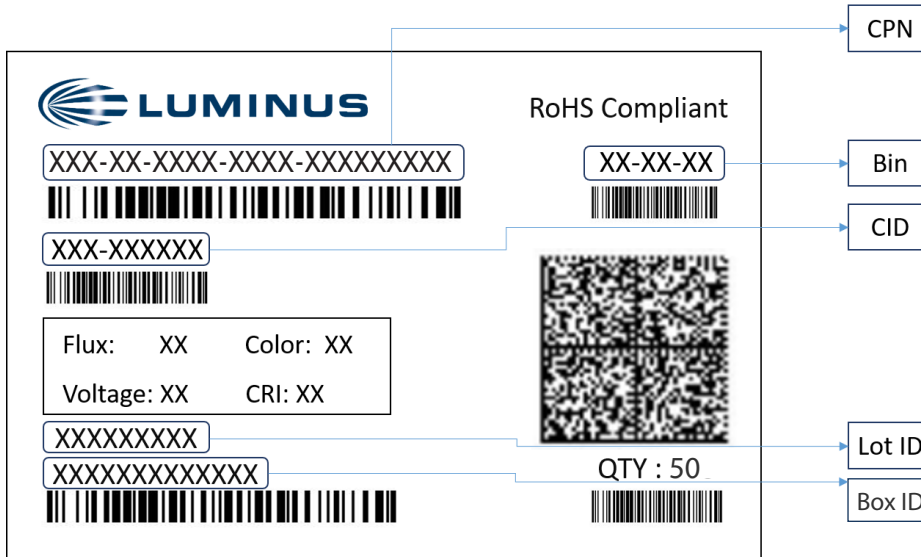 CPN
LUMINUS
RoHS Compliant
XXX-XX-XXXX-XXXX-XXXXXXXXX
XX-XX-XX
Bin
CID
XXX-XXXXXX
Flux: XX Color: XX
Voltage: XX CRI: XX
XXXXXXXXX
Lot ID
XXXXXXXXXXXXX
QTY : 50
Box ID